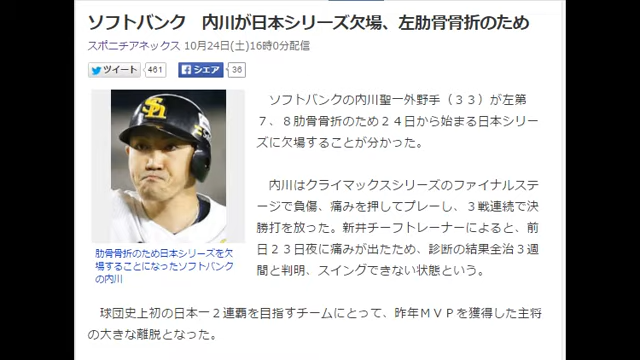 ソフトバンク　内川が日本シリーズ欠場、左肋骨骨折のため
スポニチアネックス 10月24日(土)16時0分配信
ツイート 461 シェア 36
ソフトバンクの内川聖一外野手（３３）が左第
７、８肋骨骨折のため２４日から始まる日本シリー
ズに欠場することが分かった。
内川はクライマックスシリーズのファイナルステ
ージで負傷、痛みを押してプレーし、３戦連続で決
勝打を放った。新井チーフトレーナーによると、前
日２３日夜に痛みが出たため、診断の結果全治３週
間と判明、スイングできない状態という。
肋骨骨折のため日本シリーズを欠
場することになったソフトバンク
の内川
球団史上初の日本一２連覇を目指すチームにとって、昨年ＭＶＰを獲得した主将
の大きな離脱となった。